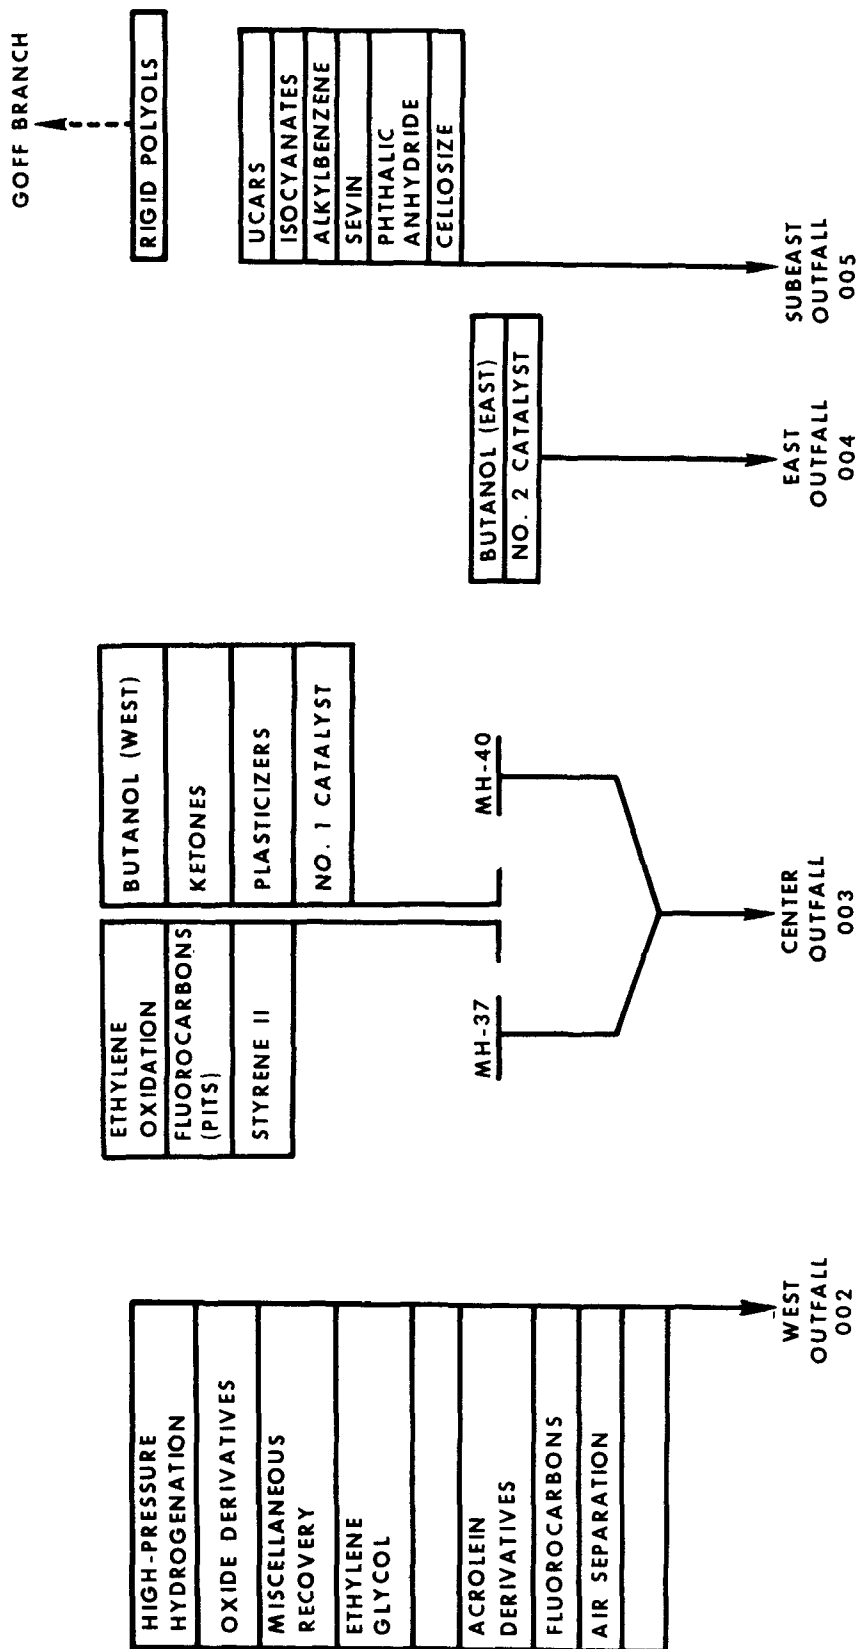 HIGH-PRESSURE
HYDROGENATION
OXIDE DERIVATIVES
MISCELLANEOUS
RECOVERY
ETHYLENE
GLYCOL
ACROLEIN
DERIVATIVES
FLUOROCARBONS
AIR SEPARATION
WEST
OUTFALL
002
ETHYLENE
OXIDATION
FLUOROCARBONS
(PITS)
STYRENE II
BUTANOL (WEST)
KETONES
PLASTICIZERS
NO. 1 CATALYST
MH-37
MH-40
CENTER
OUTFALL
003
BUTANOL (EAST)
NO. 2 CATALYST
EAST
OUTFALL
004
GOFF BRANCH
RIGID POLYOLS
UCARS
ISOCYANATES
ALKYLBENZENE
SEVIN
PHTHALIC
ANHYDRIDE
CELLOSIZE
SUBEAST
OUTFALL
005